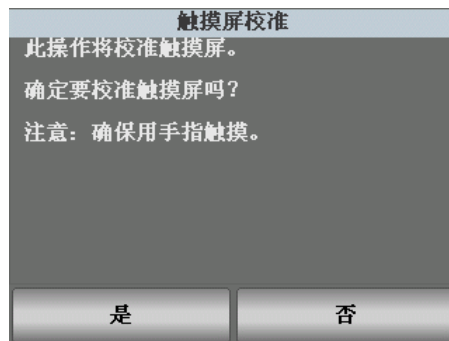 触摸屏校准
此操作将校准触摸屏。
确定要校准触摸屏吗？
注意：确保用手指触摸。
是
否